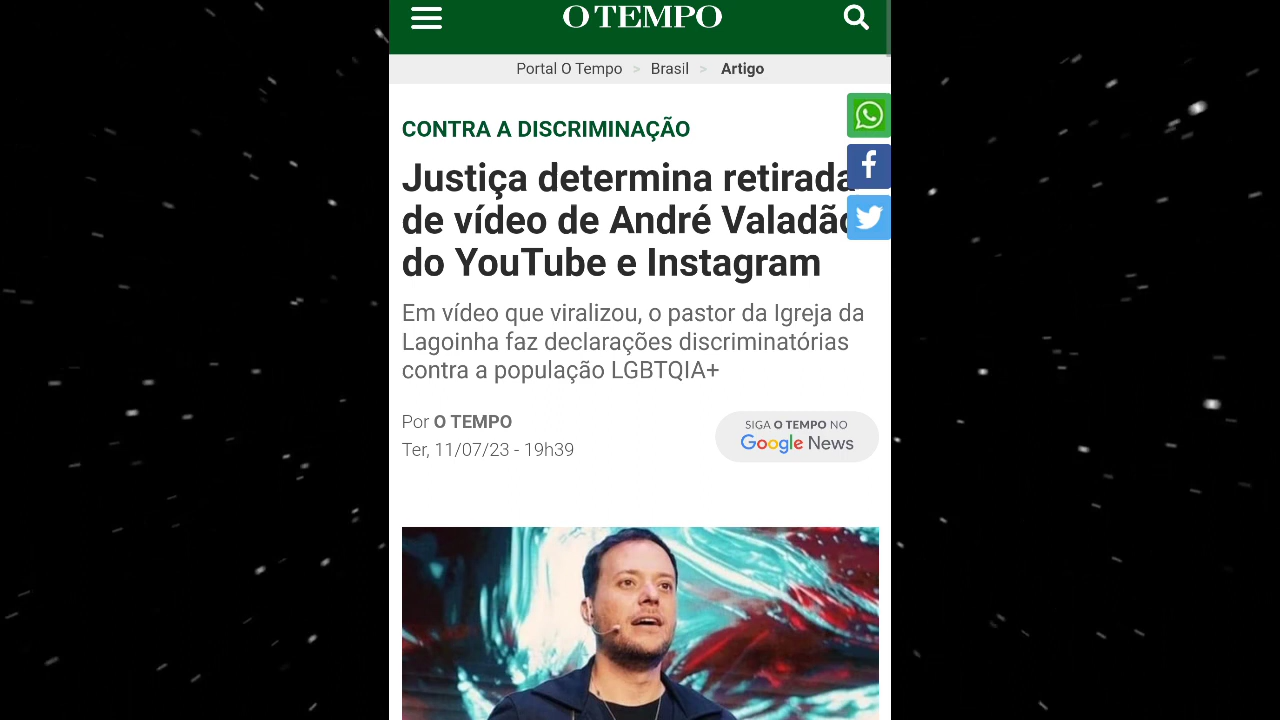 O TEMPO
Portal O Tempo > Brasil > Artigo
CONTRA A DISCRIMINAÇÃO
Justiça determina retirada
de vídeo de André Valadão
do YouTube e Instagram
Em vídeo que viralizou, o pastor da Igreja da
Lagoinha faz declarações discriminatórias
contra a população LGBTQIA+
Por O TEMPO
Ter, 11/07/23 - 19h39
SIGA O TEMPO NO
Google News